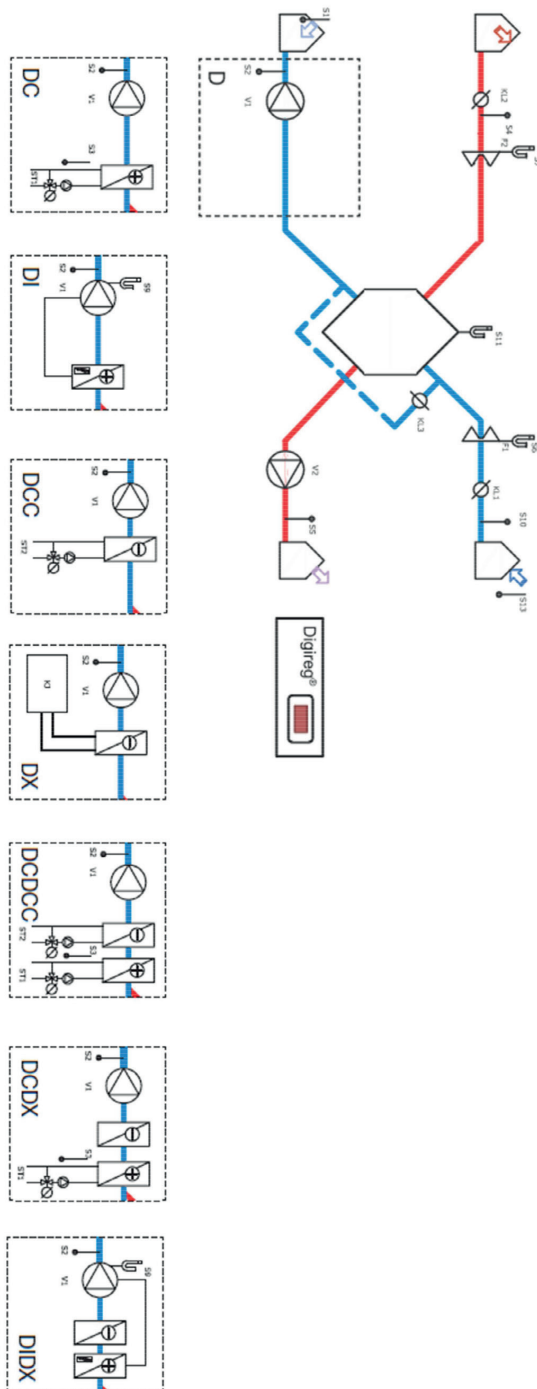 S6
S13
S10
S4
F2
KL2
F1
KL1
S11
KL3
S1
V2
S5
Digireg®
S2
V1
D
S2
V1
S3
ST1
DC
S9
S2
V1
DI
S2
V1
ST2
DCC
S2
V1
KJ
DX
S2
V1
S3
ST2
ST1
DCDCC
S2
V1
S3
ST1
DCDX
S9
S2
V1
DIDX